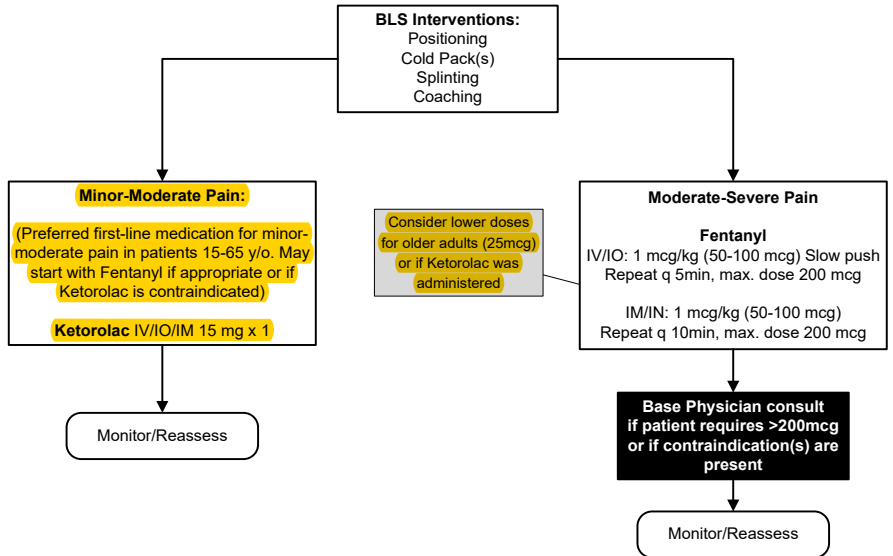 BLS Interventions:
Positioning
Cold Pack(s)
Splinting
Coaching
Minor-Moderate Pain:
(Preferred first-line medication for minor-
moderate pain in patients 15-65 y/o. May
start with Fentanyl if appropriate or if
Ketorolac is contraindicated)
Ketorolac IV/IO/IM 15 mg x 1
Monitor/Reassess
Consider lower doses
for older adults (25mcg)
or if Ketorolac was
administered
Moderate-Severe Pain
Fentanyl
IV/IO: 1 mcg/kg (50-100 mcg) Slow push
Repeat q 5min, max. dose 200 mcg
IM/IN: 1 mcg/kg (50-100 mcg)
Repeat q 10min, max. dose 200 mcg
Base Physician consult
if patient requires >200mcg
or if contraindication(s) are
present
Monitor/Reassess